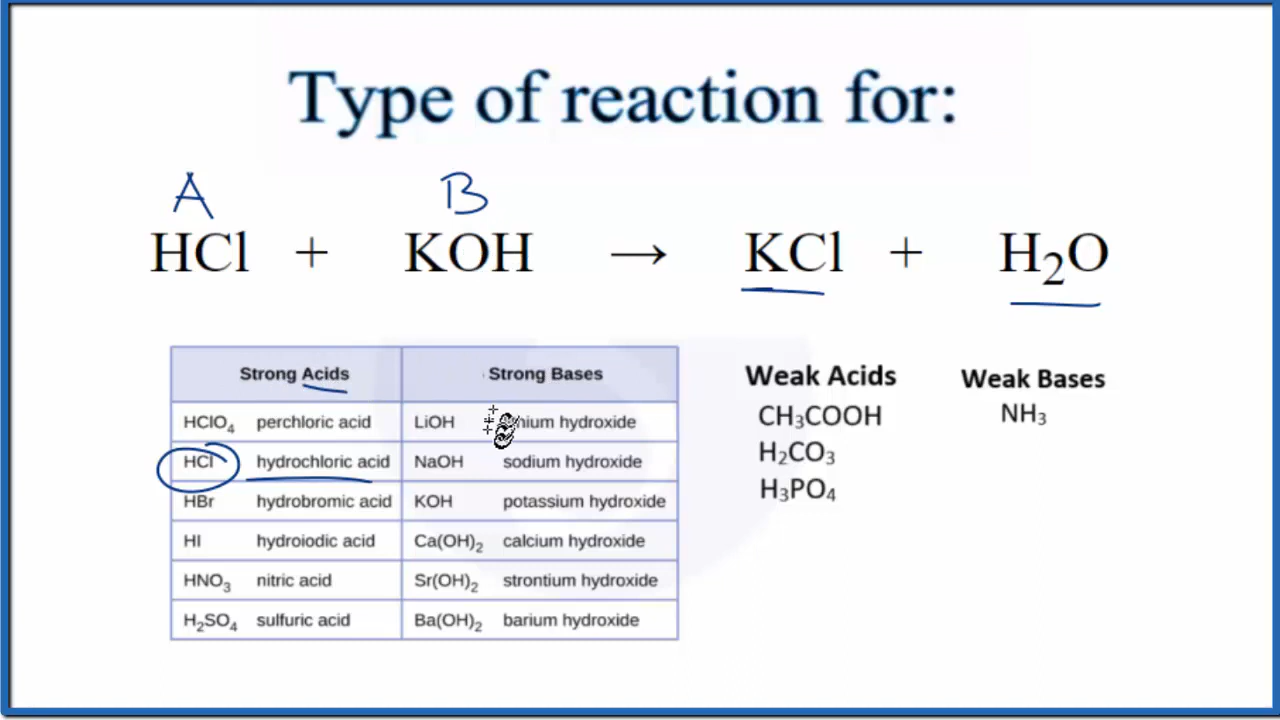 Type of reaction for:
A B
HCl + KOH → KCl + H₂O
Strong Acids Strong Bases
HClO₄ perchloric acid LiOH hium hydroxide
HCl hydrochloric acid NaOH sodium hydroxide
HBr hydrobromic acid KOH potassium hydroxide
HI hydroiodic acid Ca(OH)₂ calcium hydroxide
HNO₃ nitric acid Sr(OH)₂ strontium hydroxide
H₂SO₄ sulfuric acid Ba(OH)₂ barium hydroxide
Weak Acids Weak Bases
CH₃COOH NH₃
H₂CO₃
H₃PO₄